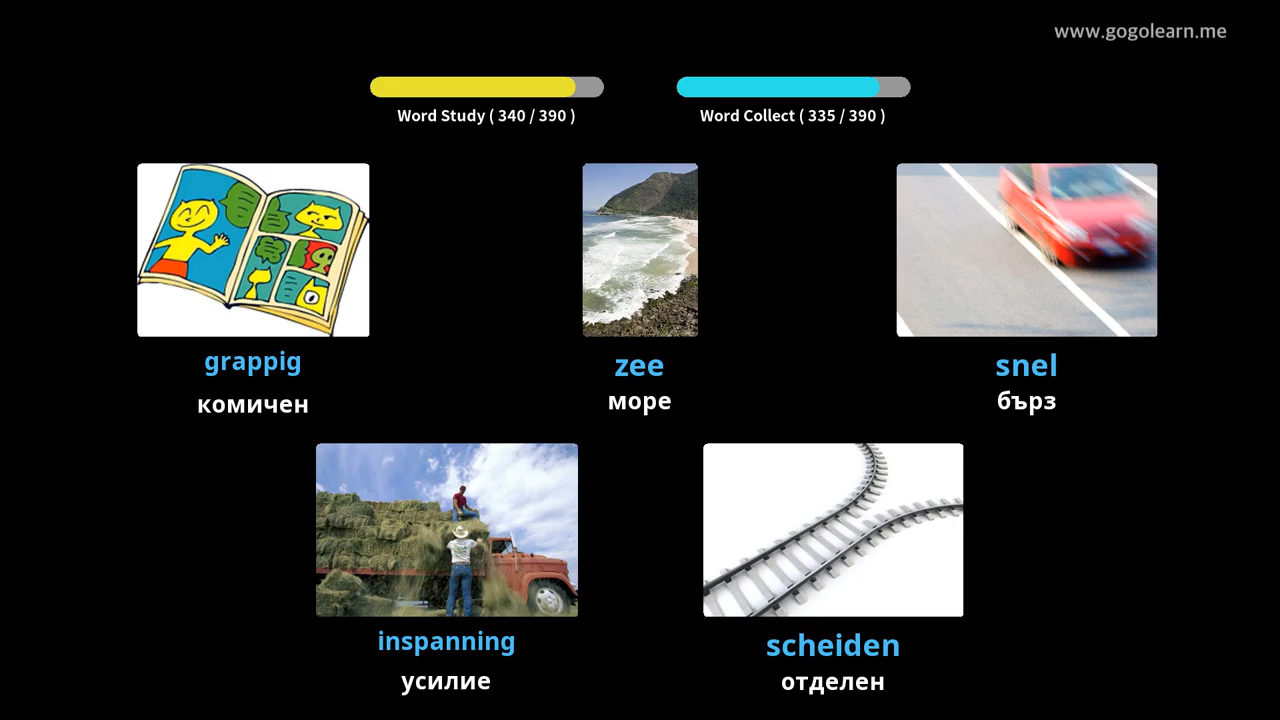 www.gogolearn.me
Word Study ( 340 / 390 )
Word Collect ( 335 / 390 )
grappig
комичен
zee
море
snel
бърз
inspanning
усилие
scheiden
отделен